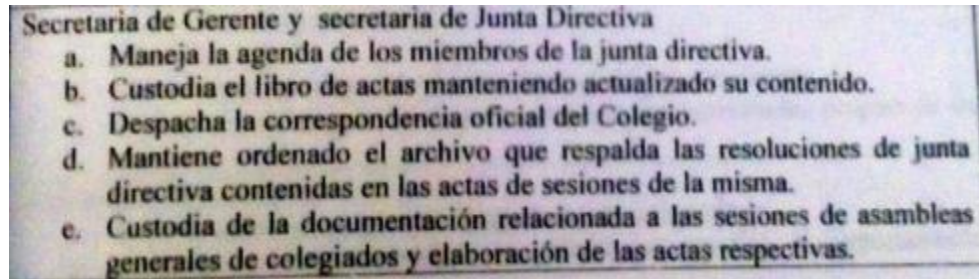 Secretaria de Gerente y secretaria de Junta Directiva
a. Maneja la agenda de los miembros de la junta directiva.
b. Custodia el libro de actas manteniendo actualizado su contenido.
c. Despacha la correspondencia oficial del Colegio.
d. Mantiene ordenado el archivo que respalda las resoluciones de junta
directiva contenidas en las actas de sesiones de la misma.
e. Custodia de la documentación relacionada a las sesiones de asambleas
generales de colegiados y elaboración de las actas respectivas.